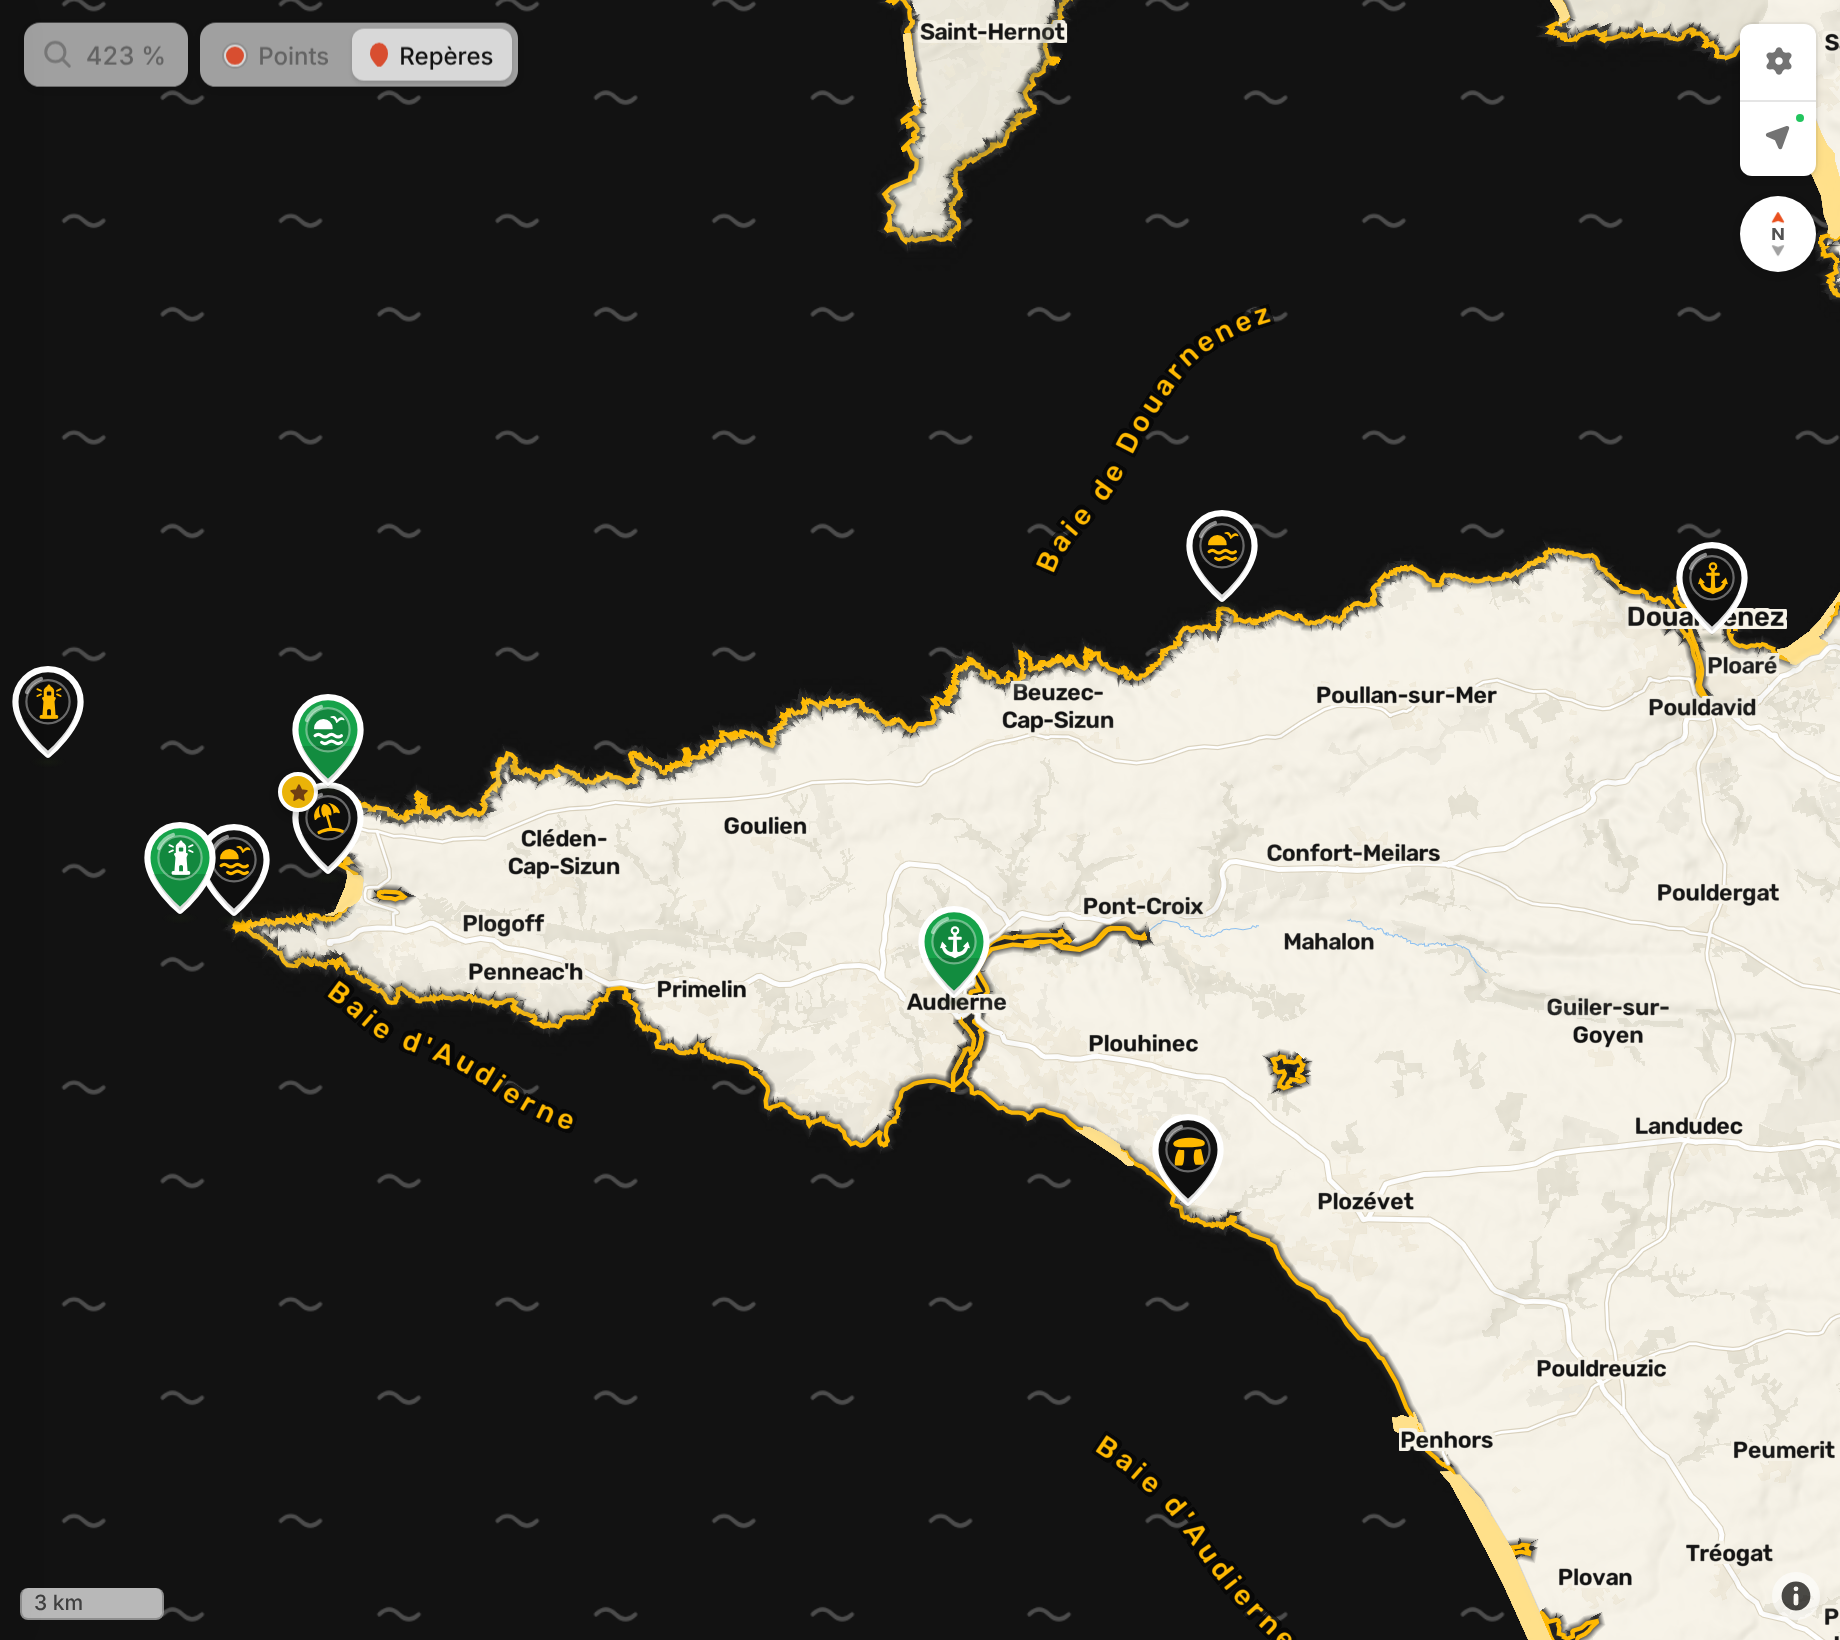 Saint-Hernot
423 %
Points
Repères
N
Baie de Douarnenez
Ploaré
Beuzec-
Cap-Sizun
Poullan-sur-Mer
Pouldavid
Goulien
Cléden-
Cap-Sizun
Confort-Meilars
Pouldergat
Pont-Croix
Plogoff
Mahalon
Penneac'h
Primelin
Audierne
Guiler-sur-
Goyen
Baie d'Audierne
Plouhinec
Landudec
Plozévet
Pouldreuzic
Penhors
Peumerit
Baie d'Audierne
Tréogat
Plovan
3 km